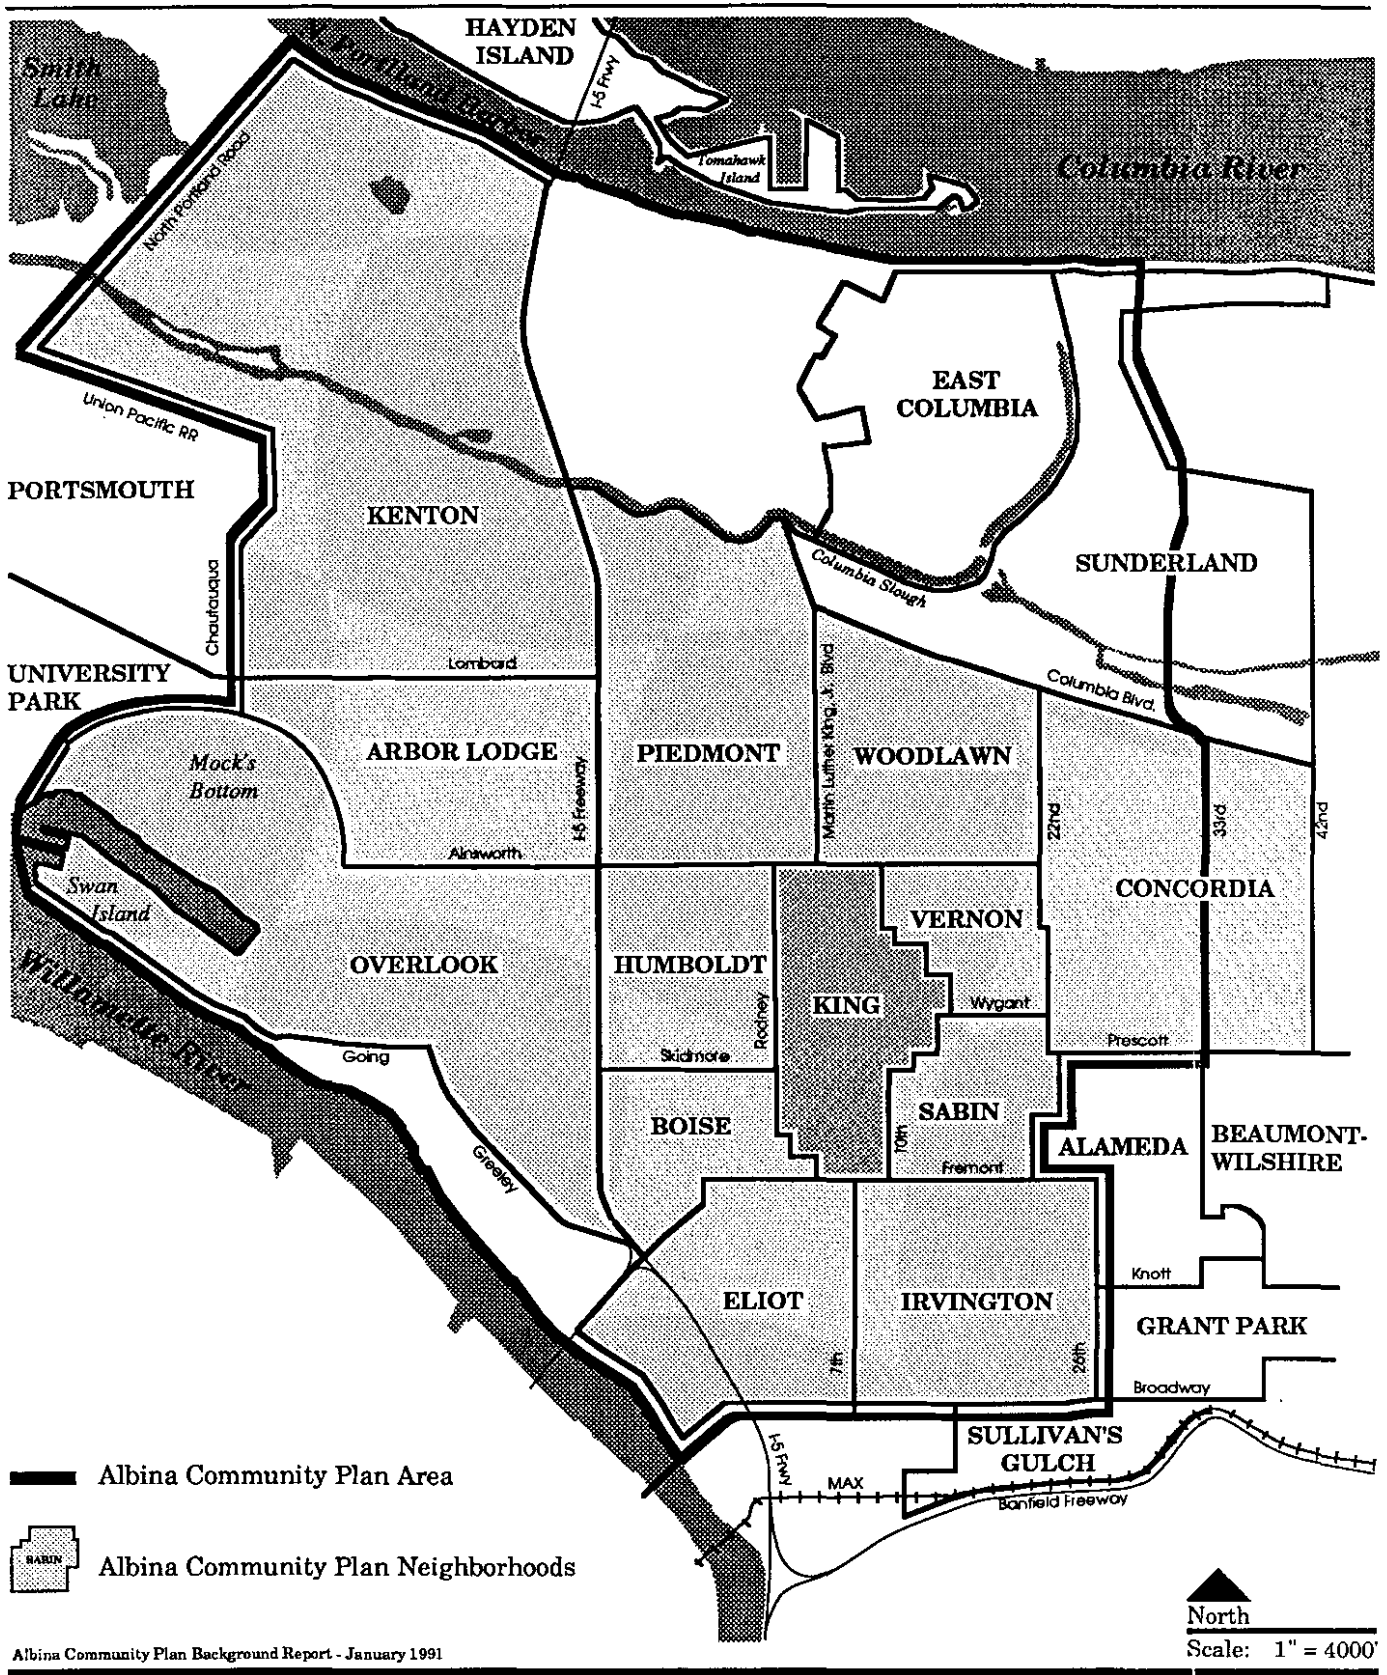 HAYDEN
ISLAND
I-5 Frwy
N. Portland Harbor
Smith
Lake
Tomahawk
Island
Columbia River
North Portland Road
EAST
COLUMBIA
Union Pacific RR
PORTSMOUTH
KENTON
SUNDERLAND
Columbia Slough
Chautauqua
Lombard
UNIVERSITY
PARK
Martin Luther King, Jr. Blvd
Columbia Blvd.
Mock's
Bottom
ARBOR LODGE
PIEDMONT
WOODLAWN
I-5 Freeway
22nd
33rd
42nd
Ainsworth
Swan
Island
CONCORDIA
VERNON
Willamette River
OVERLOOK
HUMBOLDT
KING
Wygant
Rodney
Going
Skidmore
Prescott
BOISE
SABIN
10th
ALAMEDA
BEAUMONT-
WILSHIRE
Greeley
Fremont
Knott
ELIOT
IRVINGTON
GRANT PARK
7th
26th
Broadway
SULLIVAN'S
GULCH
I-5 Frwy
MAX
Banfield Freeway
Albina Community Plan Area
SABIN
Albina Community Plan Neighborhoods
North
Scale: 1" = 4000'
Albina Community Plan Background Report - January 1991